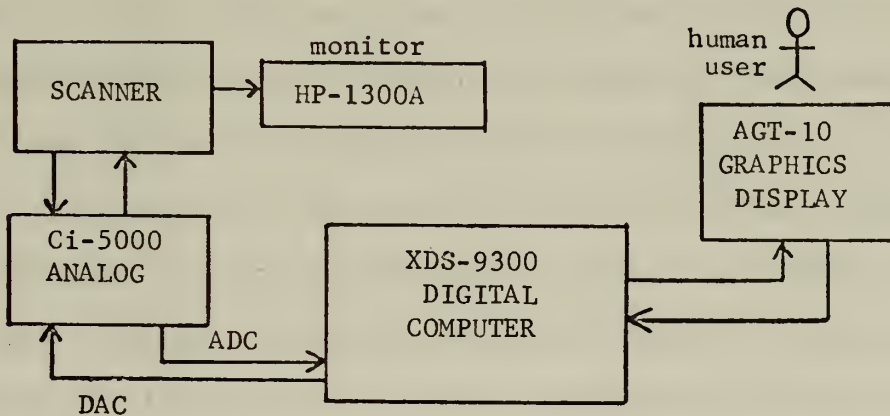 monitor
SCANNER
HP-1300A
human
user
AGT-10
GRAPHICS
DISPLAY
Ci-5000
ANALOG
XDS-9300
DIGITAL
COMPUTER
ADC
DAC